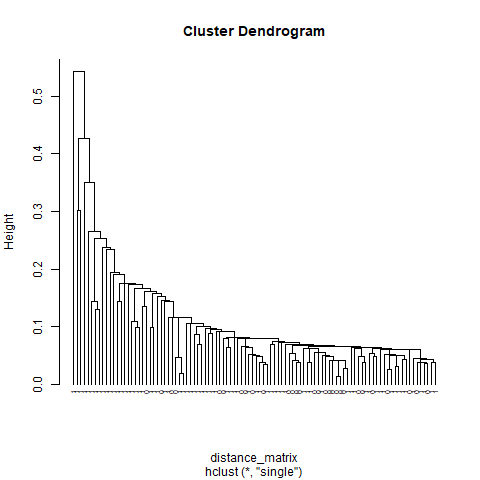 Cluster Dendrogram
Height
0.5
0.4
0.3
0.2
0.1
0.0
distance_matrix
hclust (*, "single")